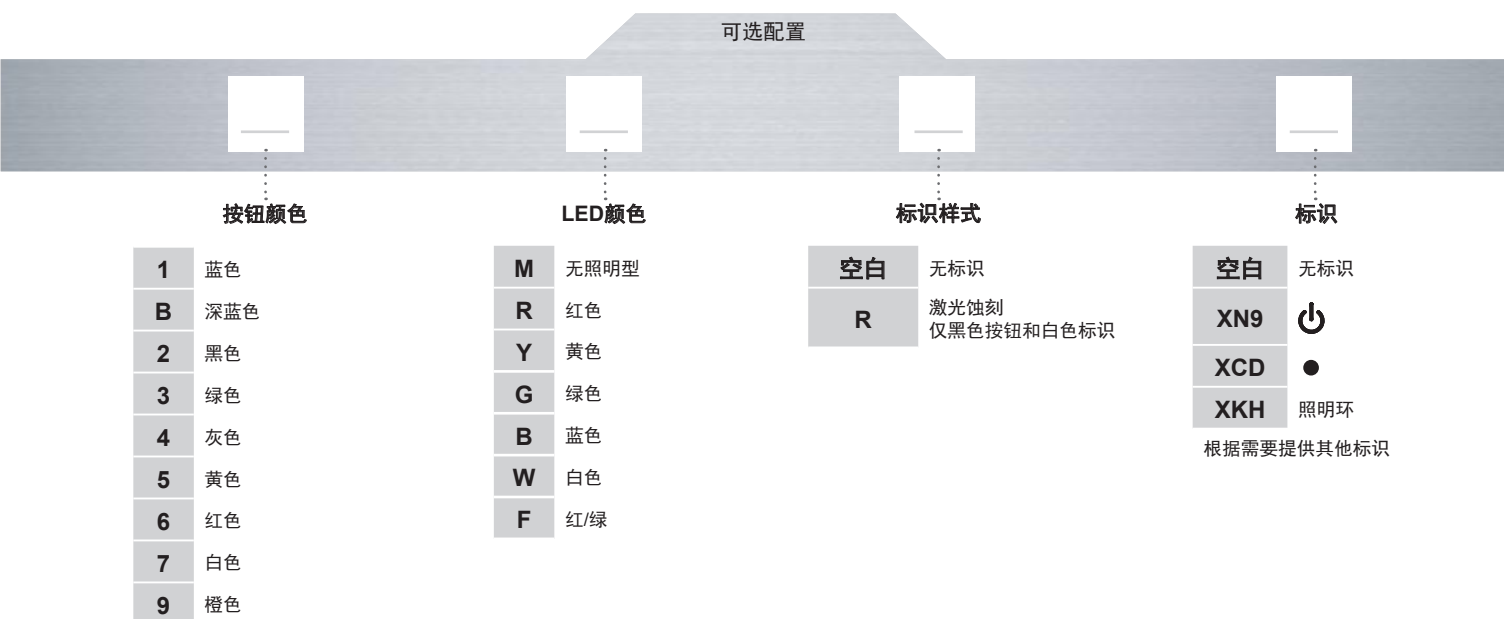 可选配置
按钮颜色
1 蓝色
B 深蓝色
2 黑色
3 绿色
4 灰色
5 黄色
6 红色
7 白色
9 橙色
LED颜色
M 无照明型
R 红色
Y 黄色
G 绿色
B 蓝色
W 白色
F 红/绿
标识样式
空白 无标识
R 激光蚀刻
仅黑色按钮和白色标识
标识
空白 无标识
XN9
XCD
XKH 照明环
根据需要提供其他标识